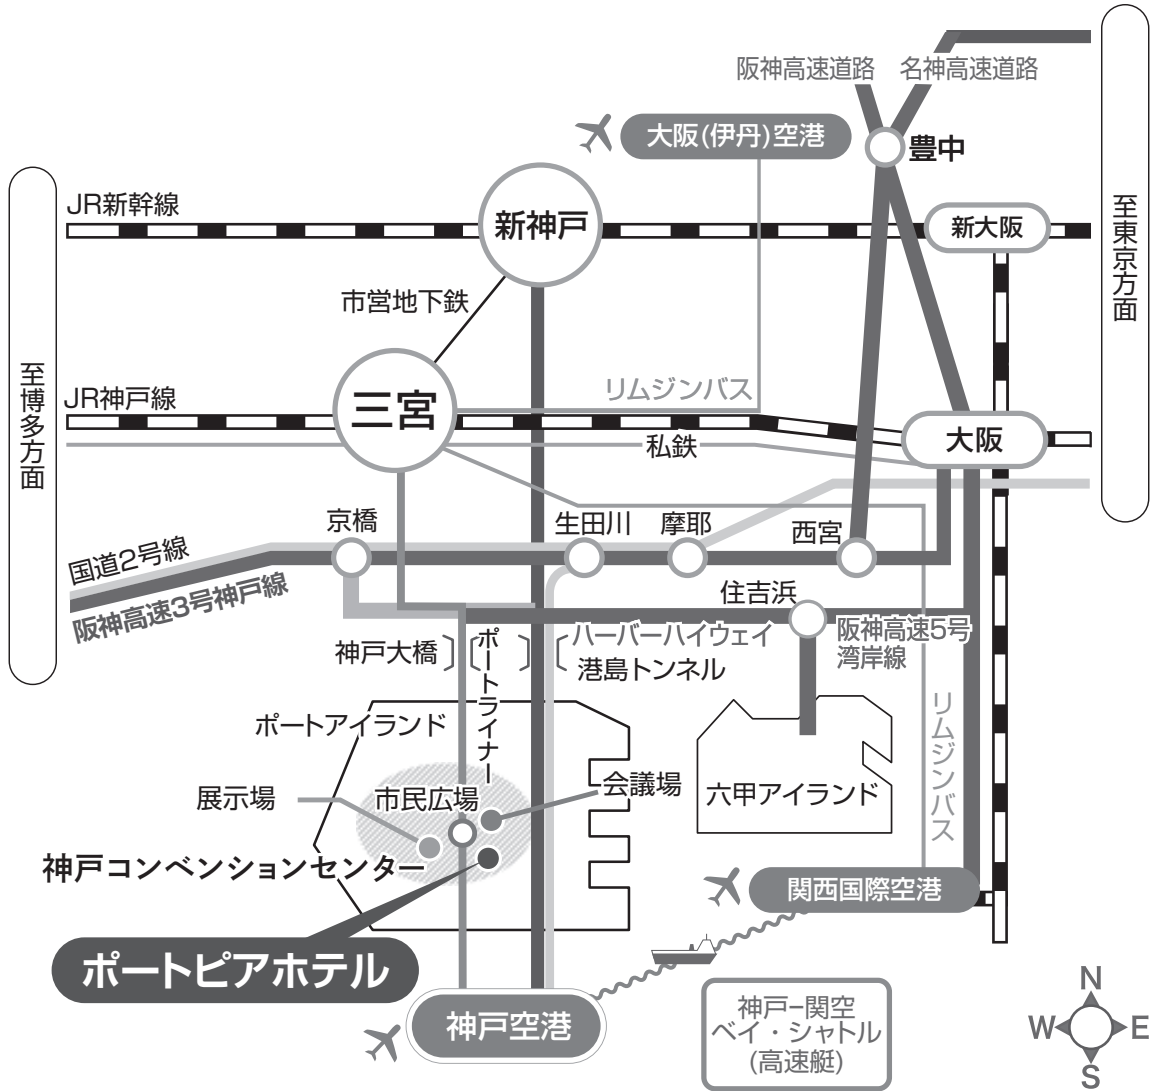 阪神高速道路
名神高速道路
大阪(伊丹)空港
豊中
JR新幹線
新神戸
新大阪
至東京方面
市営地下鉄
至博多方面
JR神戸線
三宮
リムジンバス
私鉄
大阪
京橋
生田川
摩耶
西宮
国道2号線
阪神高速3号神戸線
住吉浜
神戸大橋
ポートライナー
ハーバーハイウェイ
港島トンネル
阪神高速5号
湾岸線
ポートアイランド
リムジンバス
展示場
市民広場
会議場
六甲アイランド
神戸コンベンションセンター
関西国際空港
ポートピアホテル
神戸空港
神戸−関空
ベイ・シャトル
(高速艇)
N
W
E
S